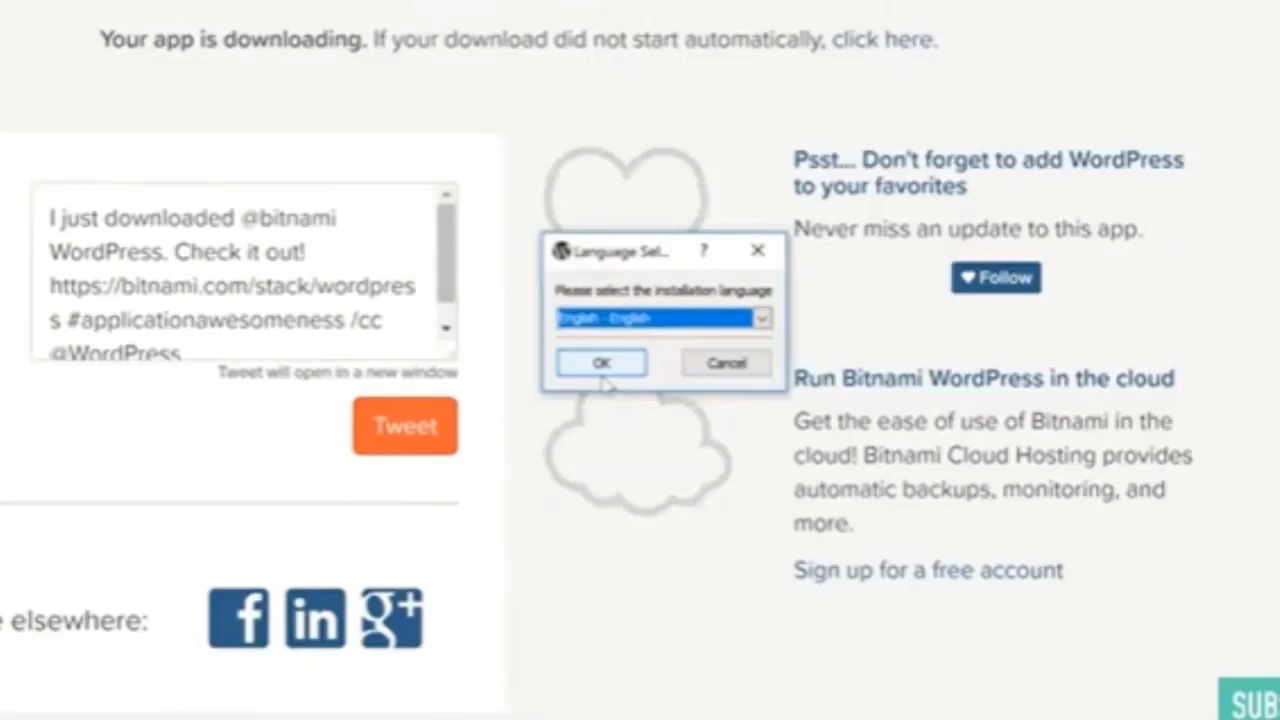 Your app is downloading. If your download did not start automatically, click here.
I just downloaded @bitnami
WordPress. Check it out!
https://bitnami.com/stack/wordpres
s #applicationawesomeness /cc
@WordPress
Tweet will open in a new window
Tweet
elsewhere:
f
in
g+
Language Sel...
?
Please select the installation language
English - English
OK
Cancel
Psst... Don't forget to add WordPress
to your favorites
Never miss an update to this app.
Follow
Run Bitnami WordPress in the cloud
Get the ease of use of Bitnami in the
cloud! Bitnami Cloud Hosting provides
automatic backups, monitoring, and
more.
Sign up for a free account
SUB